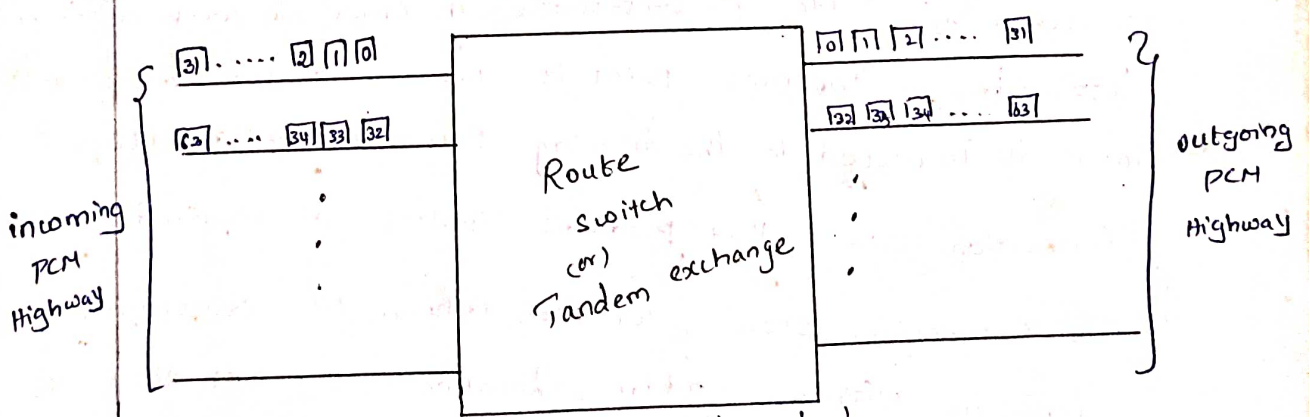 31 ..... 2 1 0
0 1 2 .... 31
62 .... 34 33 32
32 33 34 .... 63
incoming
PCM
Highway
Route
switch
(or)
Tandem exchange
outgoing
PCM
Highway